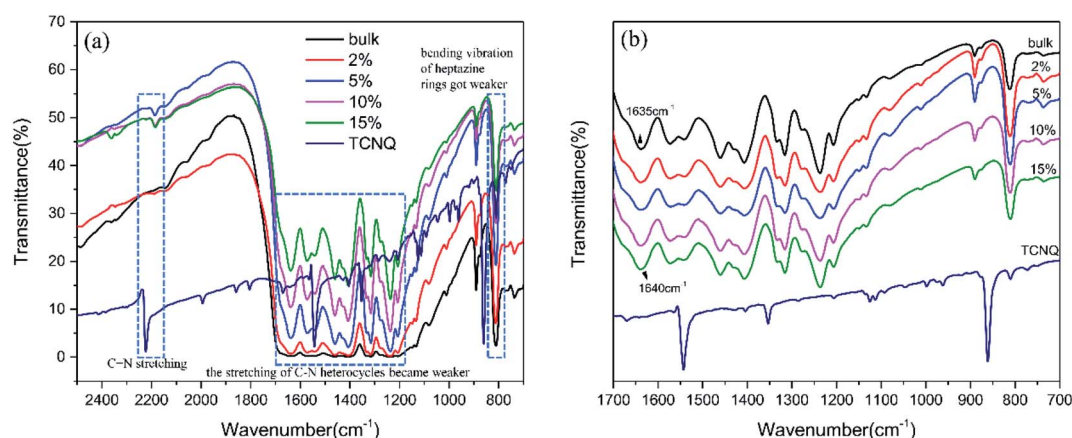 (a)
bulk
2%
5%
10%
15%
TCNQ
bending vibration
of heptazine
rings got weaker
C=N stretching
the stretching of C-N heterocycles became weaker
Transmittance(%)
70
60
50
40
30
20
10
0
2400 2200 2000 1800 1600 1400 1200 1000 800
Wavenumber(cm⁻¹)
(b)
bulk
2%
5%
10%
15%
TCNQ
1635cm⁻¹
1640cm⁻¹
Transmittance(%)
1700 1600 1500 1400 1300 1200 1100 1000 900 800 700
Wavenumber(cm⁻¹)